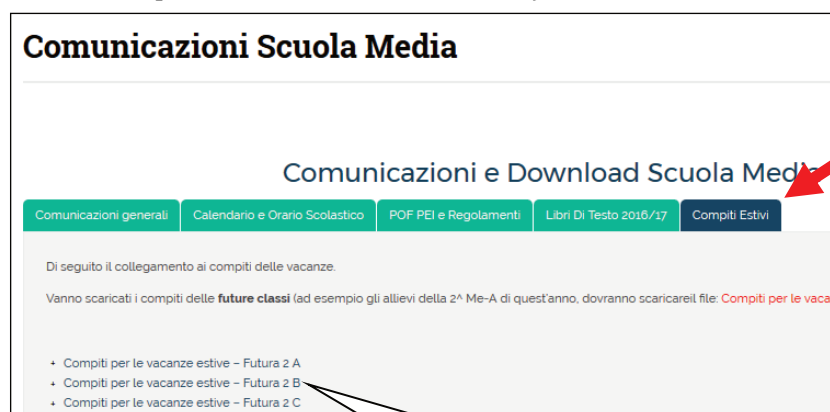 Comunicazioni Scuola Media
Comunicazioni e Download Scuola Media
Comunicazioni generali Calendario e Orario Scolastico POF PEI e Regolamenti Libri Di Testo 2016/17 Compiti Estivi
Di seguito il collegamento ai compiti delle vacanze.
Vanno scaricati i compiti delle future classi (ad esempio gli allievi della 2^ Me-A di quest'anno, dovranno scaricareil file: Compiti per le vaca
+ Compiti per le vacanze estive – Futura 2 A
+ Compiti per le vacanze estive – Futura 2 B
+ Compiti per le vacanze estive – Futura 2 C